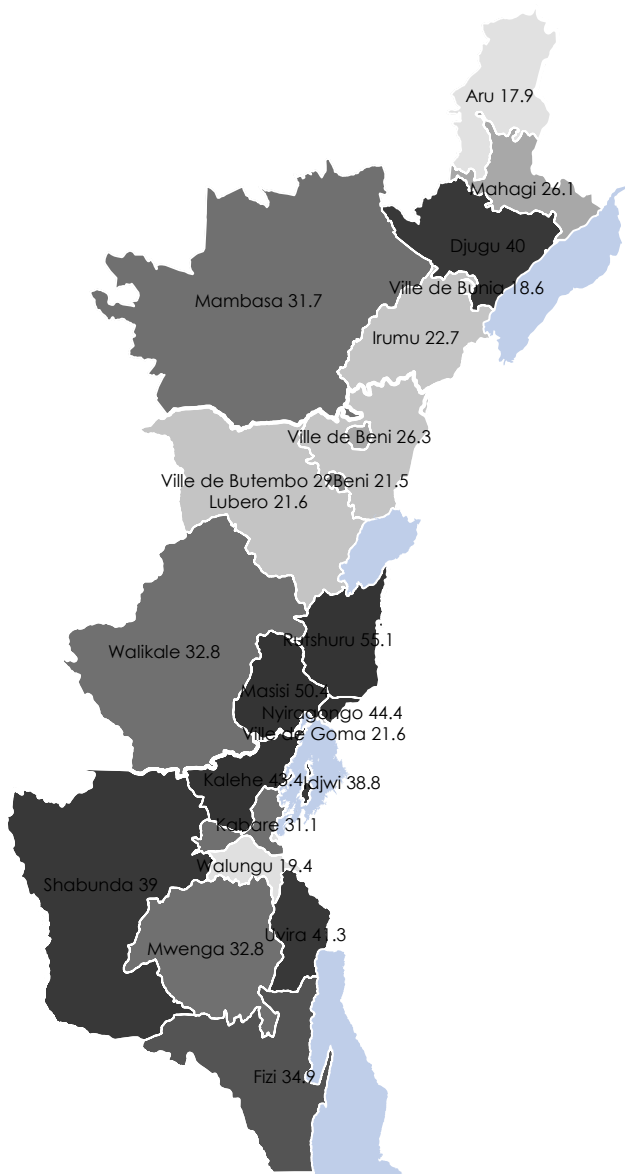 Aru 17.9
Mahagi 26.1
Djugu 40
Ville de Bunia 18.6
Mambasa 31.7
Irumu 22.7
Ville de Beni 26.3
Ville de Butembo 29
Beni 21.5
Lubero 21.6
Rutshuru 55.1
Walikale 32.8
Masisi 50.4
Nyiragongo 44.4
Ville de Goma 21.6
Kalehe 43.4
Idjwi 38.8
Kabare 31.1
Walungu 19.4
Shabunda 39
Uvira 41.3
Mwenga 32.8
Fizi 34.9